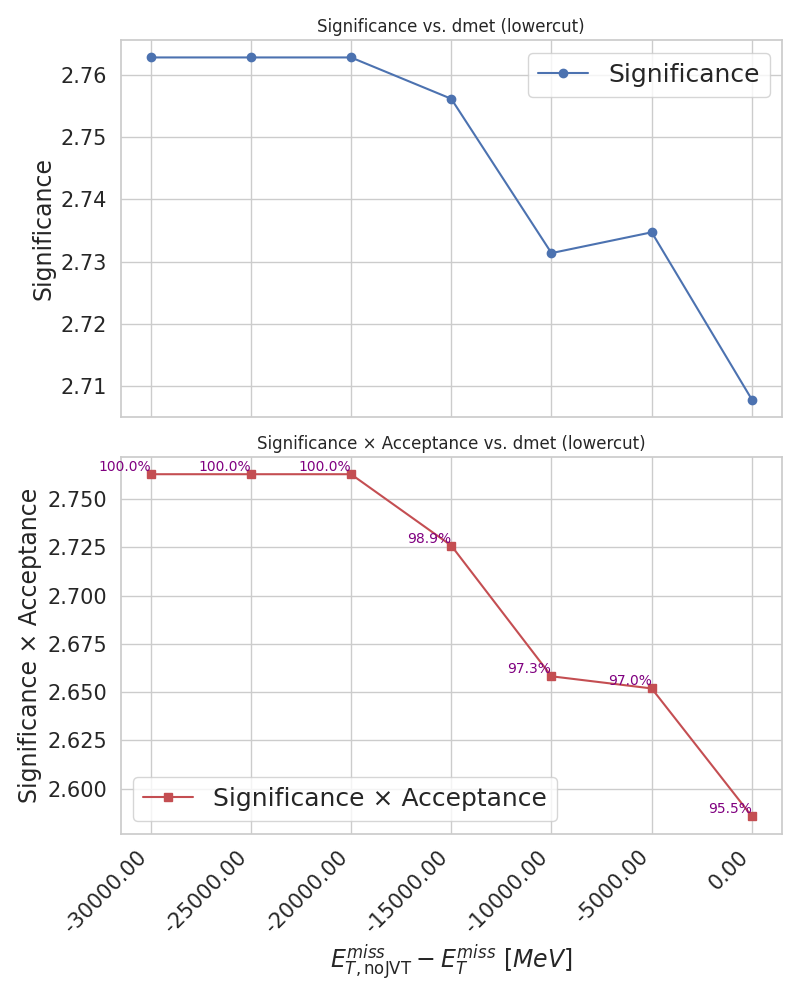 Significance vs. dmet (lowercut)
Significance
2.76
2.75
2.74
2.73
2.72
2.71
Significance
Significance × Acceptance vs. dmet (lowercut)
100.0% 100.0% 100.0%
98.9%
97.3%
97.0%
95.5%
2.750
2.725
2.700
2.675
2.650
2.625
2.600
Significance × Acceptance
Significance × Acceptance
-30000.00 -25000.00 -20000.00 -15000.00 -10000.00 -5000.00 0.00
E^{miss}_{T,noJVT} − E^{miss}_{T} [MeV]